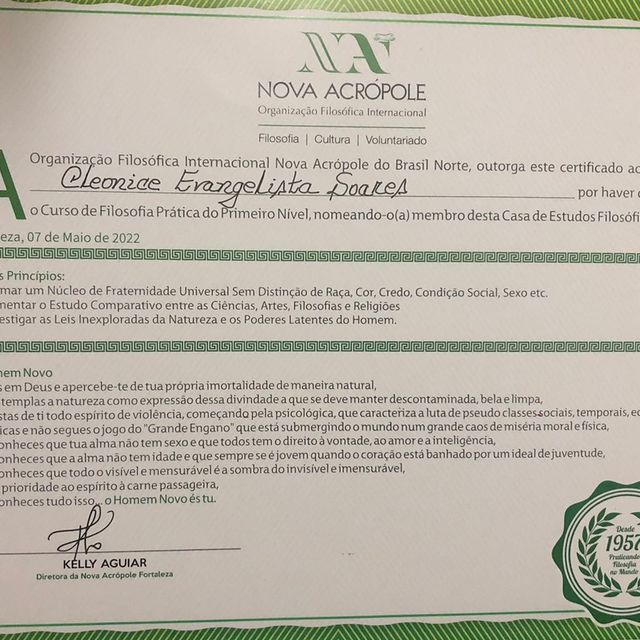 NA
NOVA ACRÓPOLE
Organização Filosófica Internacional
Filosofia | Cultura | Voluntariado
A Organização Filosófica Internacional Nova Acrópole do Brasil Norte, outorga este certificado ao
Cleonice Evangelista Soares por haver
o Curso de Filosofia Prática do Primeiro Nível, nomeando-o(a) membro desta Casa de Estudos Filosófi
eza, 07 de Maio de 2022
s Princípios:
mar um Núcleo de Fraternidade Universal Sem Distinção de Raça, Cor, Credo, Condição Social, Sexo etc.
mentar o Estudo Comparativo entre as Ciências, Artes, Filosofias e Religiões
estigar as Leis Inexploradas da Natureza e os Poderes Latentes do Homem.
mem Novo
s em Deus e apercebe-te de tua própria imortalidade de maneira natural,
templas a natureza como expressão dessa divindade a que se deve manter descontaminada, bela e limpa,
stas de ti todo espírito de violência, começando pela psicológica, que caracteriza a luta de pseudo classes sociais, temporais, ec
icas e não segues o jogo do "Grande Engano" que está submergindo o mundo num grande caos de miséria moral e física,
onheces que tua alma não tem sexo e que todos tem o direito à vontade, ao amor e a inteligência,
onheces que a alma não tem idade e que sempre se é jovem quando o coração está banhado por um ideal de juventude,
onheces que todo o visível e mensurável é a sombra do invisível e imensurável,
prioridade ao espírito à carne passageira,
onheces tudo isso... o Homem Novo és tu.
KELLY AGUIAR
Diretora da Nova Acrópole Fortaleza
Desde
1957
Praticando
Filosofia
no Mundo